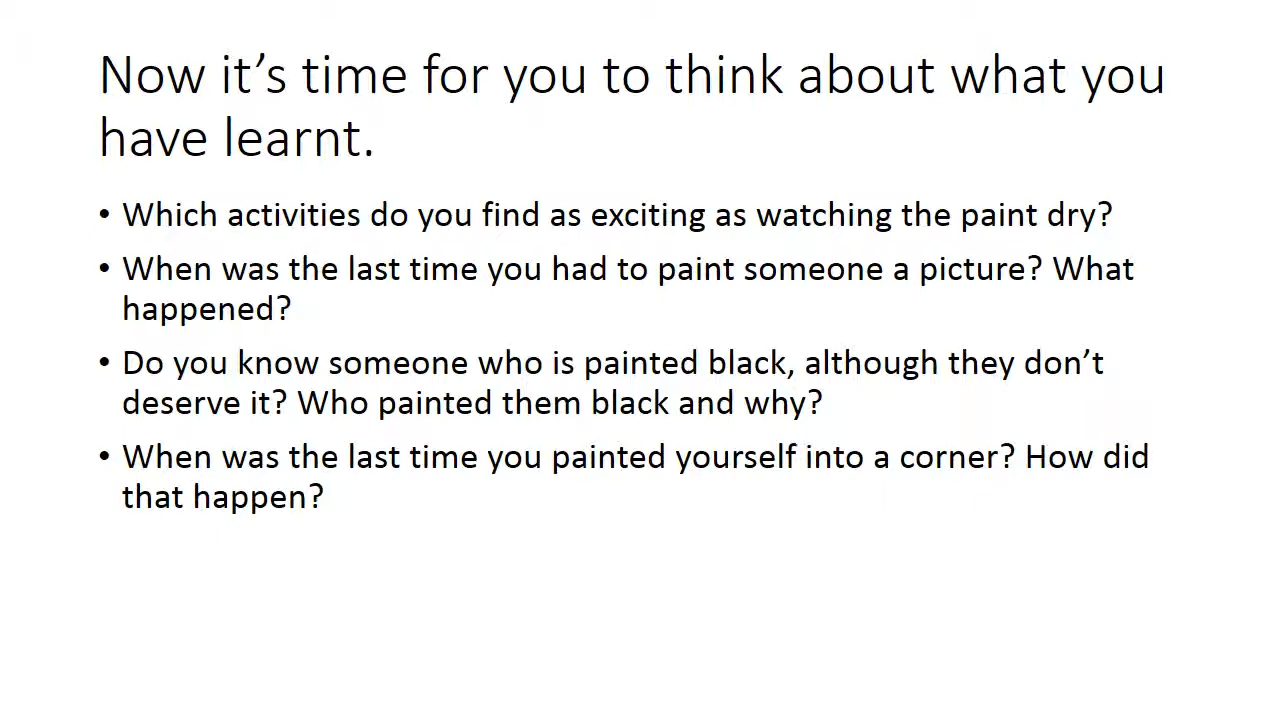 Now it’s time for you to think about what you
have learnt.
• Which activities do you find as exciting as watching the paint dry?
• When was the last time you had to paint someone a picture? What
happened?
• Do you know someone who is painted black, although they don’t
deserve it? Who painted them black and why?
• When was the last time you painted yourself into a corner? How did
that happen?